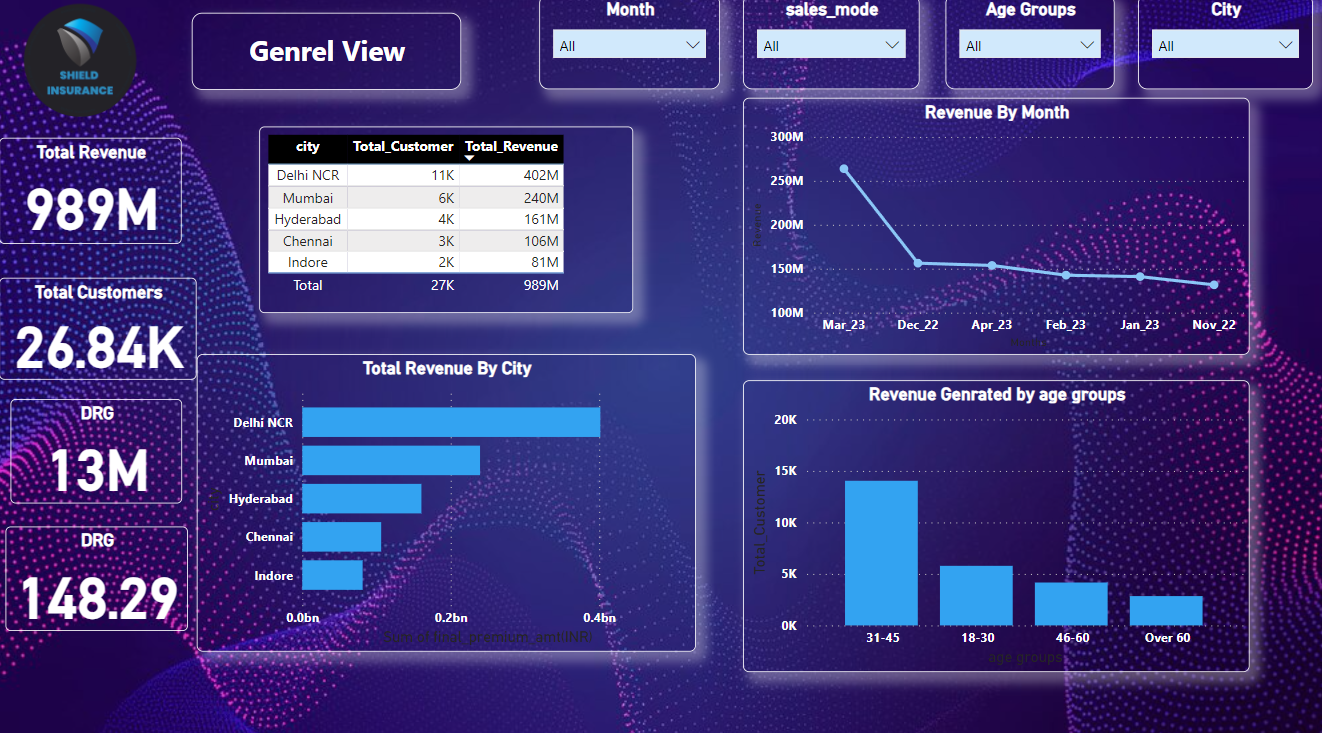 SHIELD
INSURANCE
Genrel View
Month
All
sales_mode
All
Age Groups
All
City
All
Total Revenue
989M
Total Customers
26.84K
DRG
13M
DRG
148.29
city Total_Customer Total_Revenue
Delhi NCR 11K 402M
Mumbai 6K 240M
Hyderabad 4K 161M
Chennai 3K 106M
Indore 2K 81M
Total 27K 989M
Revenue By Month
300M
250M
200M
150M
100M
Mar_23 Dec_22 Apr_23 Feb_23 Jan_23 Nov_22
Total Revenue By City
Delhi NCR
Mumbai
Hyderabad
Chennai
Indore
0.0bn 0.2bn 0.4bn
Revenue Genrated by age groups
Total_Customer
20K
15K
10K
5K
0K
31-45 18-30 46-60 Over 60
age groups